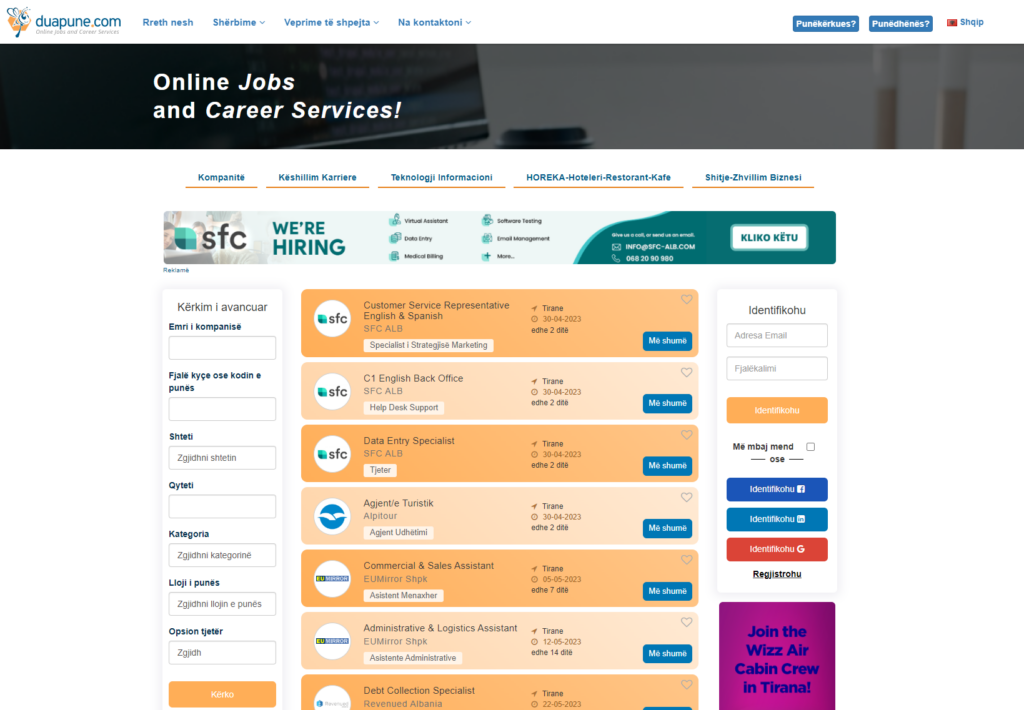 duapune.com
Online Jobs and Career Services
Rreth nesh
Shërbime
Veprime të shpejta
Na kontaktoni
Punëkërkues?
Punëdhënës?
Shqip
Online Jobs
and Career Services!
Kompanitë
Këshillim Karriere
Teknologji Informacioni
HOREKA-Hoteleri-Restorant-Kafe
Shitje-Zhvillim Biznesi
sfc
WE'RE
HIRING
Virtual Assistant
Data Entry
Medical Billing
Software Testing
Email Management
More...
Give us a call, or send us an email.
INFO@SFC-ALB.COM
068 20 90 980
KLIKO KËTU
Reklamë
Kërkim i avancuar
Emri i kompanisë
Fjalë kyçe ose kodin e
punës
Shteti
Zgjidhni shtetin
Qyteti
Kategoria
Zgjidhni kategorinë
Lloji i punës
Zgjidhni llojin e punës
Opsion tjetër
Zgjidh
Kërko
sfc
Customer Service Representative
English & Spanish
SFC ALB
Specialist i Strategjisë Marketing
Tirane
30-04-2023
edhe 2 ditë
Më shumë
sfc
C1 English Back Office
SFC ALB
Help Desk Support
Tirane
30-04-2023
edhe 2 ditë
Më shumë
sfc
Data Entry Specialist
SFC ALB
Tjeter
Tirane
30-04-2023
edhe 2 ditë
Më shumë
Agjent/e Turistik
Alpitour
Agjent Udhëtimi
Tirane
30-04-2023
edhe 2 ditë
Më shumë
EUMIRROR
Commercial & Sales Assistant
EUMirror Shpk
Asistent Menaxher
Tirane
05-05-2023
edhe 7 ditë
Më shumë
EUMIRROR
Administrative & Logistics Assistant
EUMirror Shpk
Asistente Administrative
Tirane
12-05-2023
edhe 14 ditë
Më shumë
Revenued
Debt Collection Specialist
Revenued Albania
Tirane
22-05-2023
Identifikohu
Adresa Email
Fjalëkalimi
Identifikohu
Më mbaj mend
ose
Identifikohu
Identifikohu
Identifikohu
Regjistrohu
Join the
Wizz Air
Cabin Crew
in Tirana!